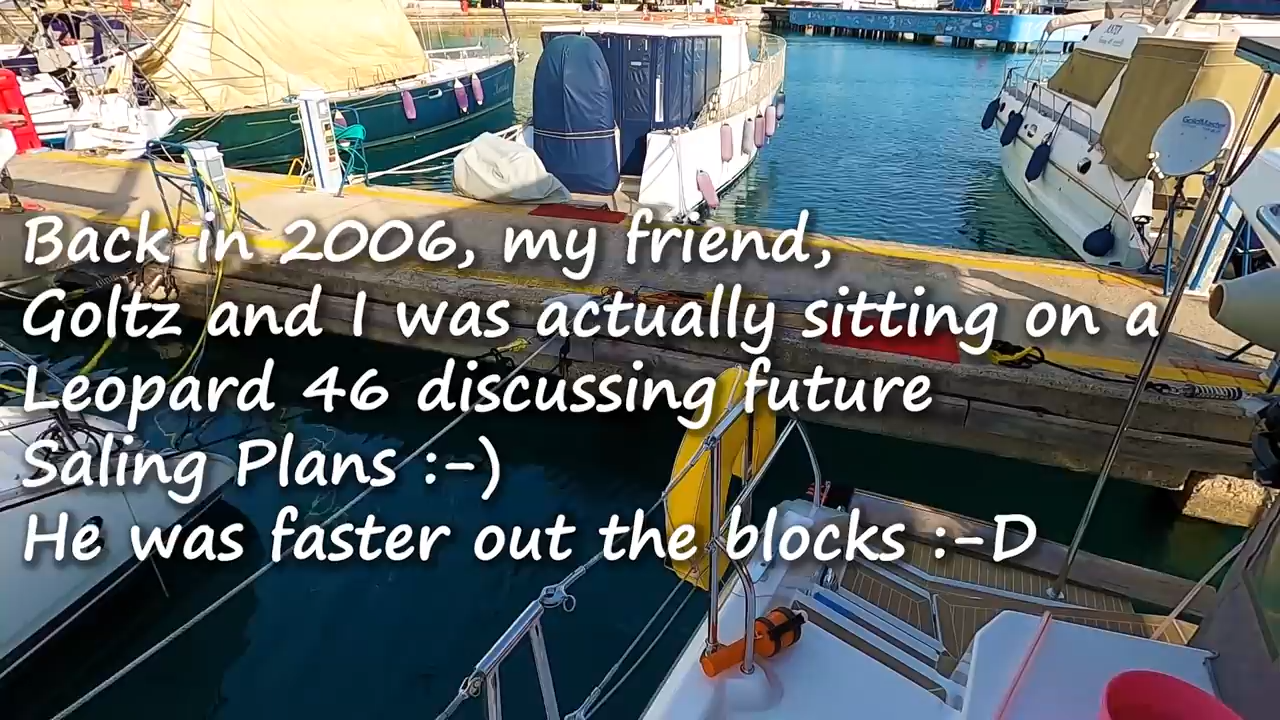 GoldMaster
Back in 2006, my friend,
Goltz and I was actually sitting on a
Leopard 46 discussing future
Saling Plans :-)
He was faster out the blocks :-D